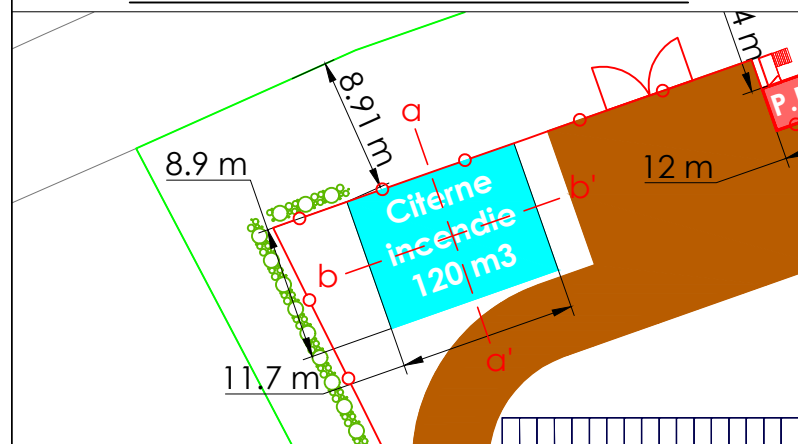 4 m
8.91 m
a
8.9 m
12 m
Citerne
incendie
120 m3
b'
b
a'
11.7 m